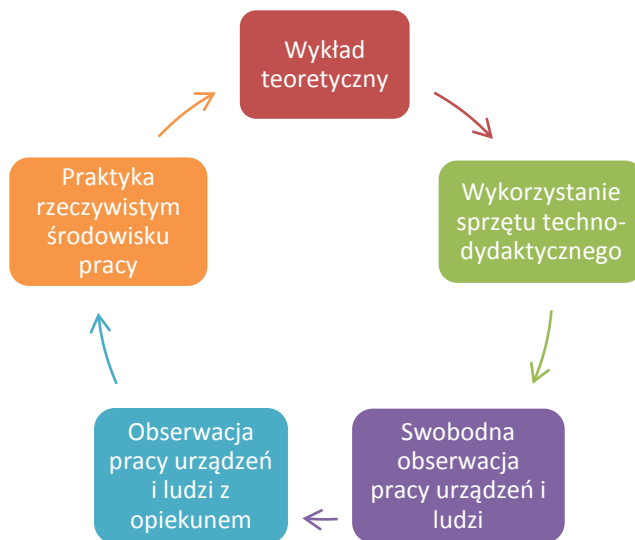 Wykład
teoretyczny
Wykorzystanie
sprzętu techno-
dydaktycznego
Swobodna
obserwacja
pracy urządzeń i
ludzi
Obserwacja
pracy urządzeń
i ludzi z
opiekunem
Praktyka
rzeczywistym
środowisku
pracy